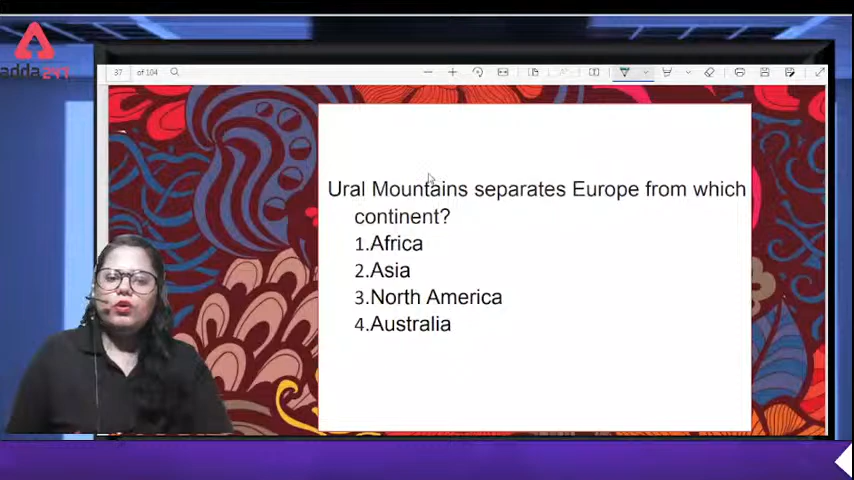 adda247
37 of 104
Ural Mountains separates Europe from which
continent?
1.Africa
2.Asia
3.North America
4.Australia